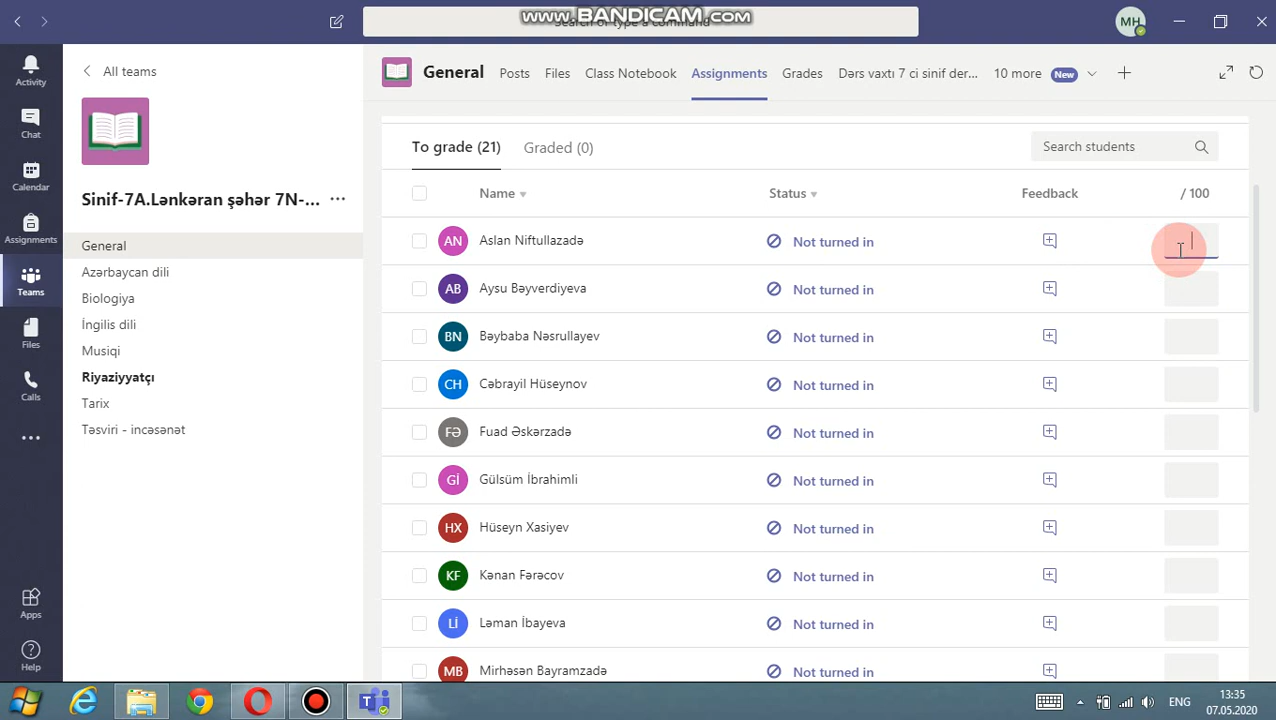 www.BANDICAM.com
Search or type a command
MH
Activity
Chat
Calendar
Assignments
Teams
Files
Calls
Apps
Help
All teams
Sinif-7A.Lənkəran şəhər 7N-...
General
Azərbaycan dili
Biologiya
İngilis dili
Musiqi
Riyaziyyatçı
Tarix
Təsviri - incəsənət
General
Posts
Files
Class Notebook
Assignments
Grades
Dərs vaxtı 7 ci sinif der...
10 more
New
To grade (21)
Graded (0)
Search students
Name
Status
Feedback
/ 100
AN Aslan Niftullazadə Not turned in
AB Aysu Bəyverdiyeva Not turned in
BN Bəybaba Nəsrullayev Not turned in
CH Cəbrayil Hüseynov Not turned in
FƏ Fuad Əskərzadə Not turned in
Gİ Gülsüm İbrahimli Not turned in
HX Hüseyn Xasiyev Not turned in
KF Kənan Fərəcov Not turned in
Lİ Ləman İbayeva Not turned in
MB Mirhəsən Bayramzadə Not turned in
ENG
13:35
07.05.2020